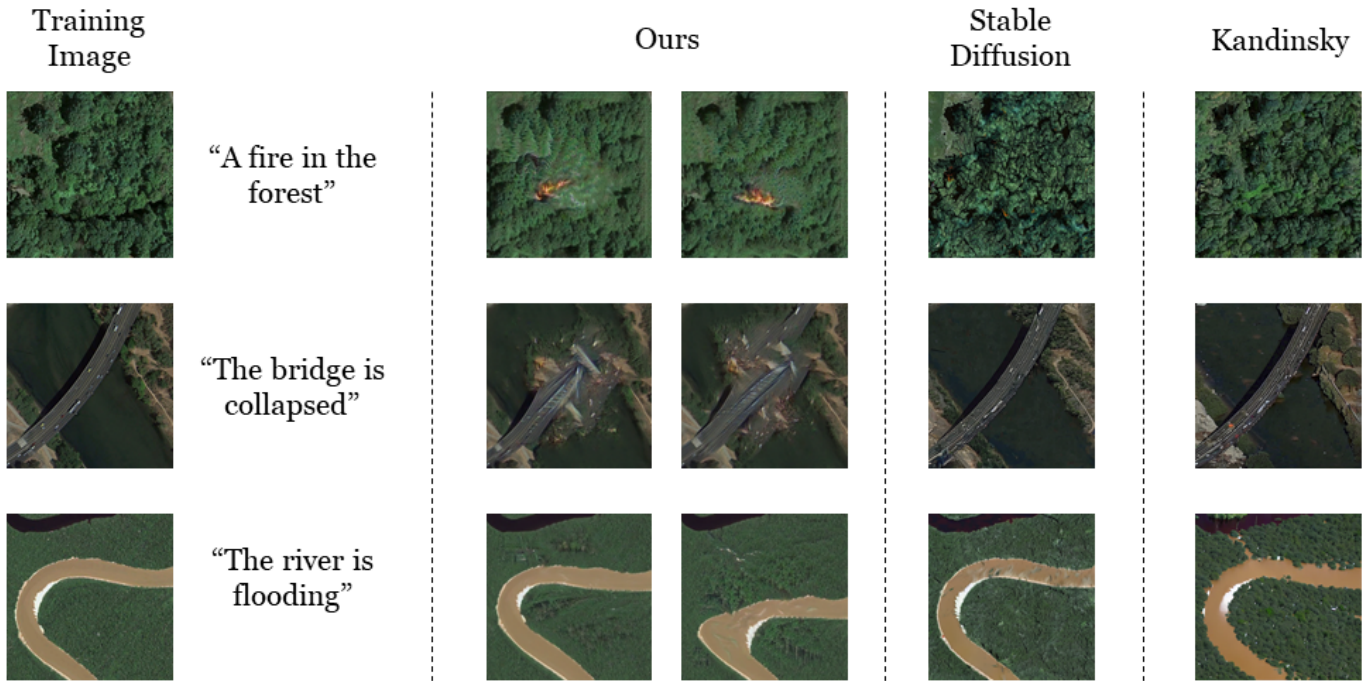 Training
Image
Ours
Stable
Diffusion
Kandinsky
“A fire in the
forest”
“The bridge is
collapsed”
“The river is
flooding”